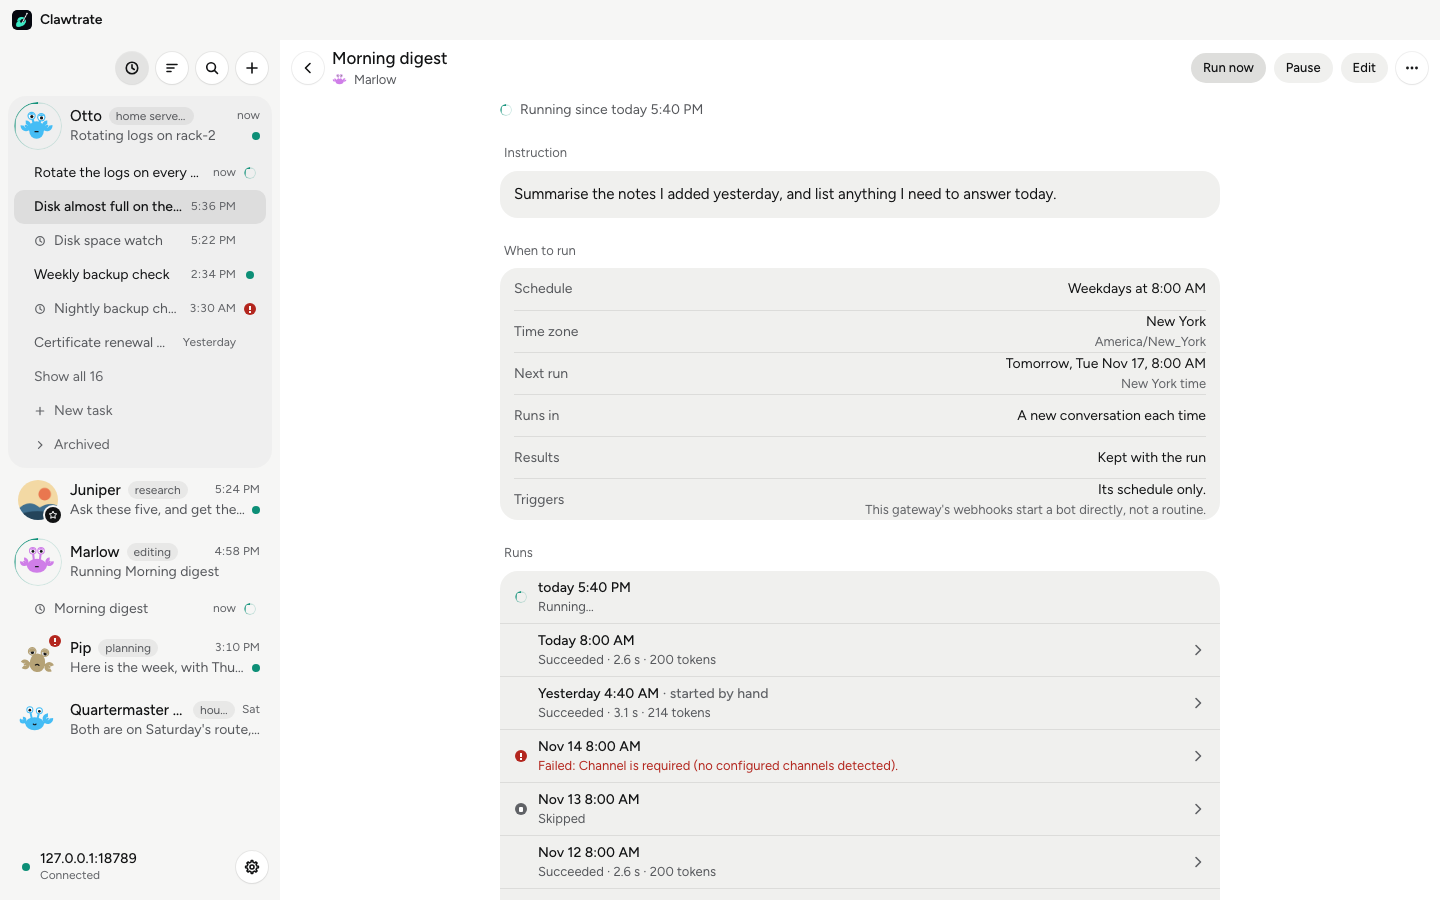 Clawtrate
Otto home serve... now
Rotating logs on rack-2
Rotate the logs on every ... now
Disk almost full on the... 5:36 PM
Disk space watch 5:22 PM
Weekly backup check 2:34 PM
Nightly backup ch... 3:30 AM
Certificate renewal ... Yesterday
Show all 16
New task
Archived
Juniper research 5:24 PM
Ask these five, and get the...
Marlow editing 4:58 PM
Running Morning digest
Morning digest now
Pip planning 3:10 PM
Here is the week, with Thu...
Quartermaster ... hou... Sat
Both are on Saturday's route,...
127.0.0.1:18789
Connected
Morning digest
Marlow
Run now Pause Edit
Running since today 5:40 PM
Instruction
Summarise the notes I added yesterday, and list anything I need to answer today.
When to run
Schedule Weekdays at 8:00 AM
Time zone New York
America/New_York
Next run Tomorrow, Tue Nov 17, 8:00 AM
New York time
Runs in A new conversation each time
Results Kept with the run
Triggers Its schedule only.
This gateway's webhooks start a bot directly, not a routine.
Runs
today 5:40 PM
Running...
Today 8:00 AM
Succeeded · 2.6 s · 200 tokens
Yesterday 4:40 AM · started by hand
Succeeded · 3.1 s · 214 tokens
Nov 14 8:00 AM
Failed: Channel is required (no configured channels detected).
Nov 13 8:00 AM
Skipped
Nov 12 8:00 AM
Succeeded · 2.6 s · 200 tokens